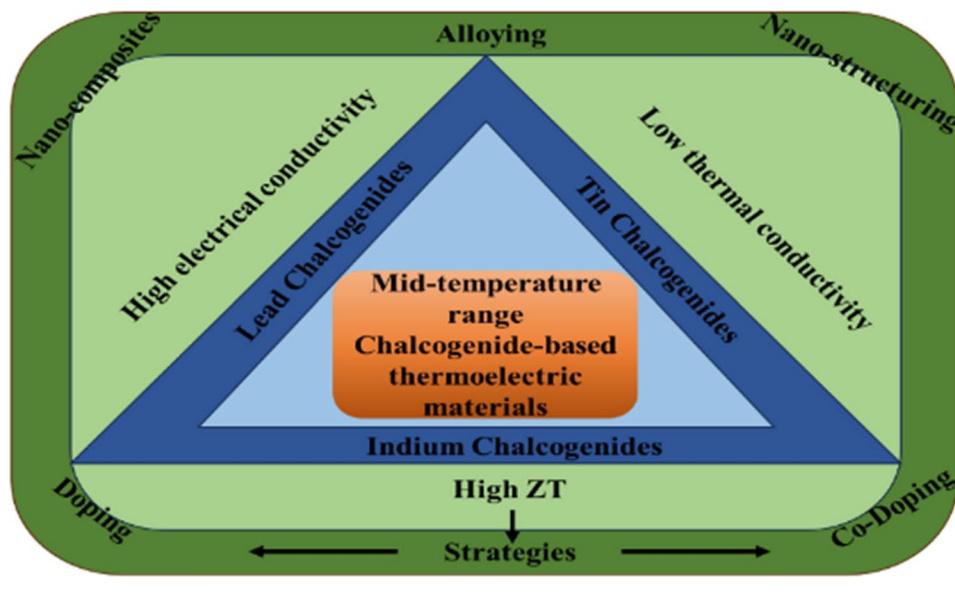 Alloying
Nano-composites
Nano-structuring
High electrical conductivity
Low thermal conductivity
Lead Chalcogenides
Tin Chalcogenides
Mid-temperature
range
Chalcogenide-based
thermoelectric
materials
Indium Chalcogenides
High ZT
Doping
Co-Doping
Strategies